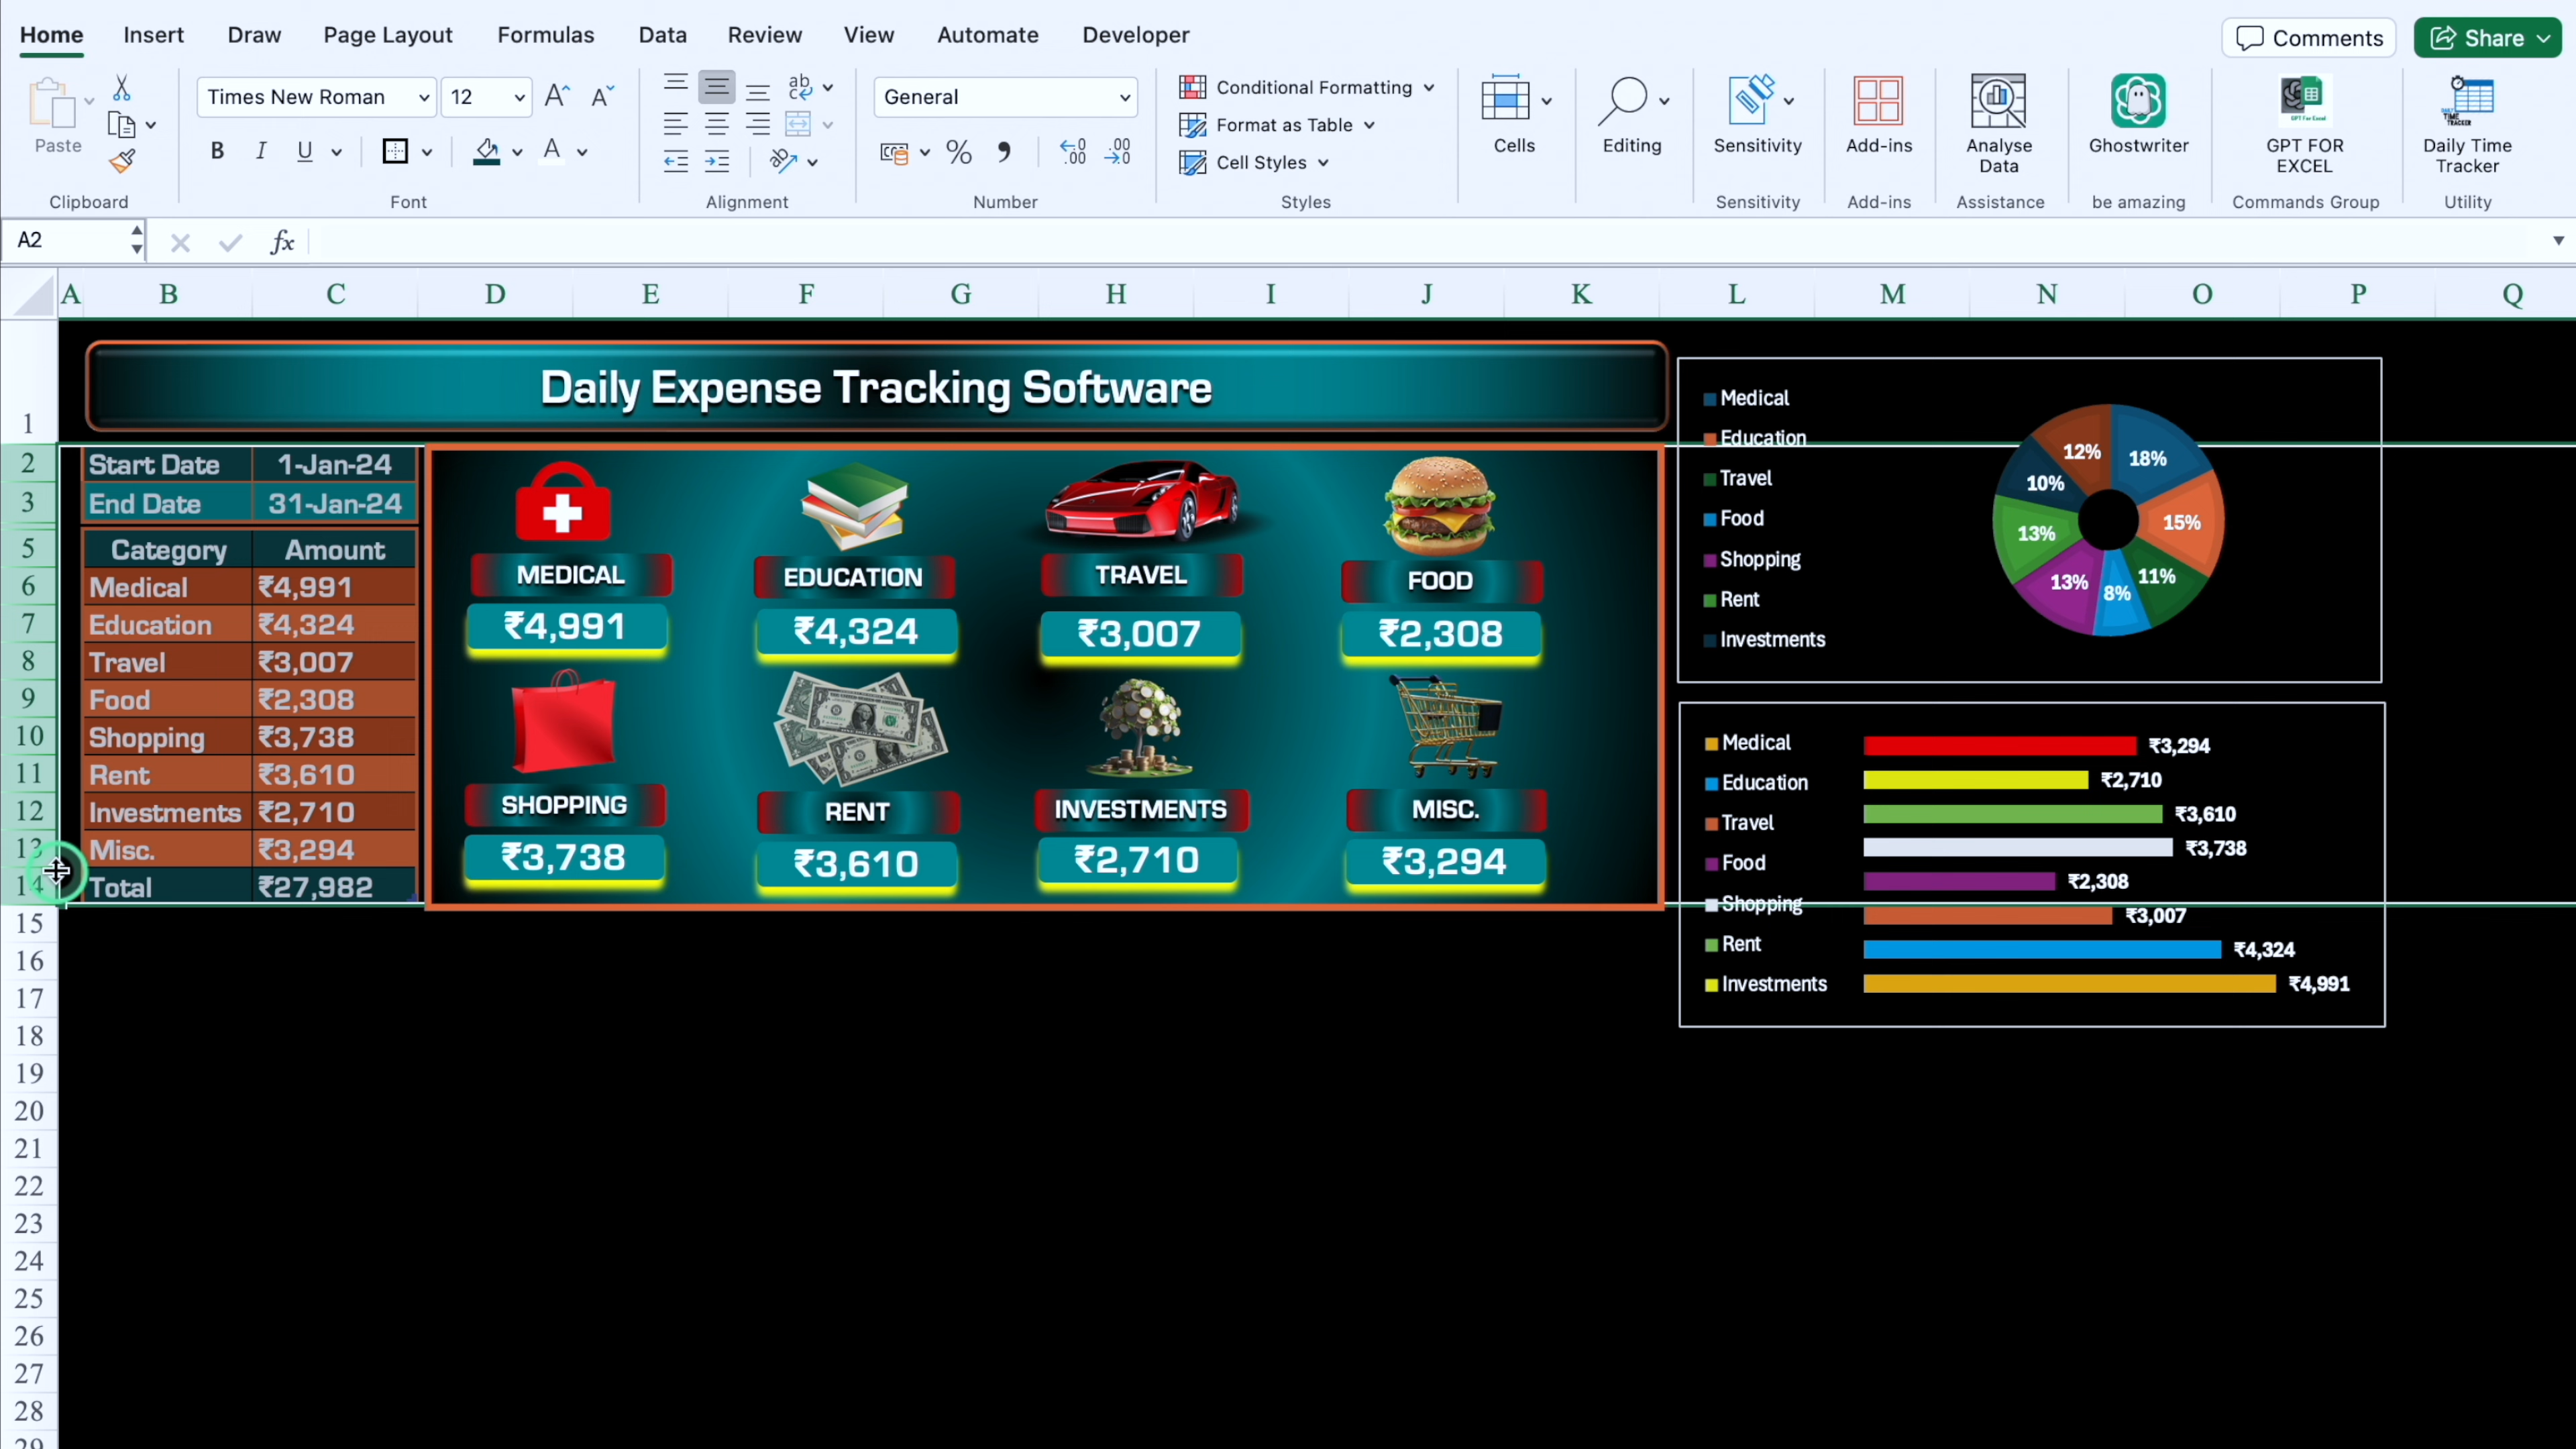 Home Insert Draw Page Layout Formulas Data Review View Automate Developer Comments Share
Paste
Clipboard
Times New Roman 12
B I U A
Font
ab
Alignment
General
% .00 .00
Number
Conditional Formatting
Format as Table
Cell Styles
Styles
Cells
Editing
Sensitivity
Sensitivity
Add-ins
Add-ins
Analyse
Data
Assistance
Ghostwriter
be amazing
GPT FOR
EXCEL
Commands Group
Daily Time
Tracker
Utility
A2 fx
A B C D E F G H I J K L M N O P Q
1
2
3
5
6
7
8
9
10
11
12
13
14
15
16
17
18
19
20
21
22
23
24
25
26
27
28
29
Daily Expense Tracking Software
Start Date 1-Jan-24
End Date 31-Jan-24
Category Amount
Medical ₹4,991
Education ₹4,324
Travel ₹3,007
Food ₹2,308
Shopping ₹3,738
Rent ₹3,610
Investments ₹2,710
Misc. ₹3,294
Total ₹27,982
MEDICAL EDUCATION TRAVEL FOOD
₹4,991 ₹4,324 ₹3,007 ₹2,308
SHOPPING RENT INVESTMENTS MISC.
₹3,738 ₹3,610 ₹2,710 ₹3,294
Medical
Education
Travel
Food
Shopping
Rent
Investments
12% 18%
10% 15%
13% 11%
13% 8%
Medical
Education
Travel
Food
Shopping
Rent
Investments
₹3,294
₹2,710
₹3,610
₹3,738
₹2,308
₹3,007
₹4,324
₹4,991